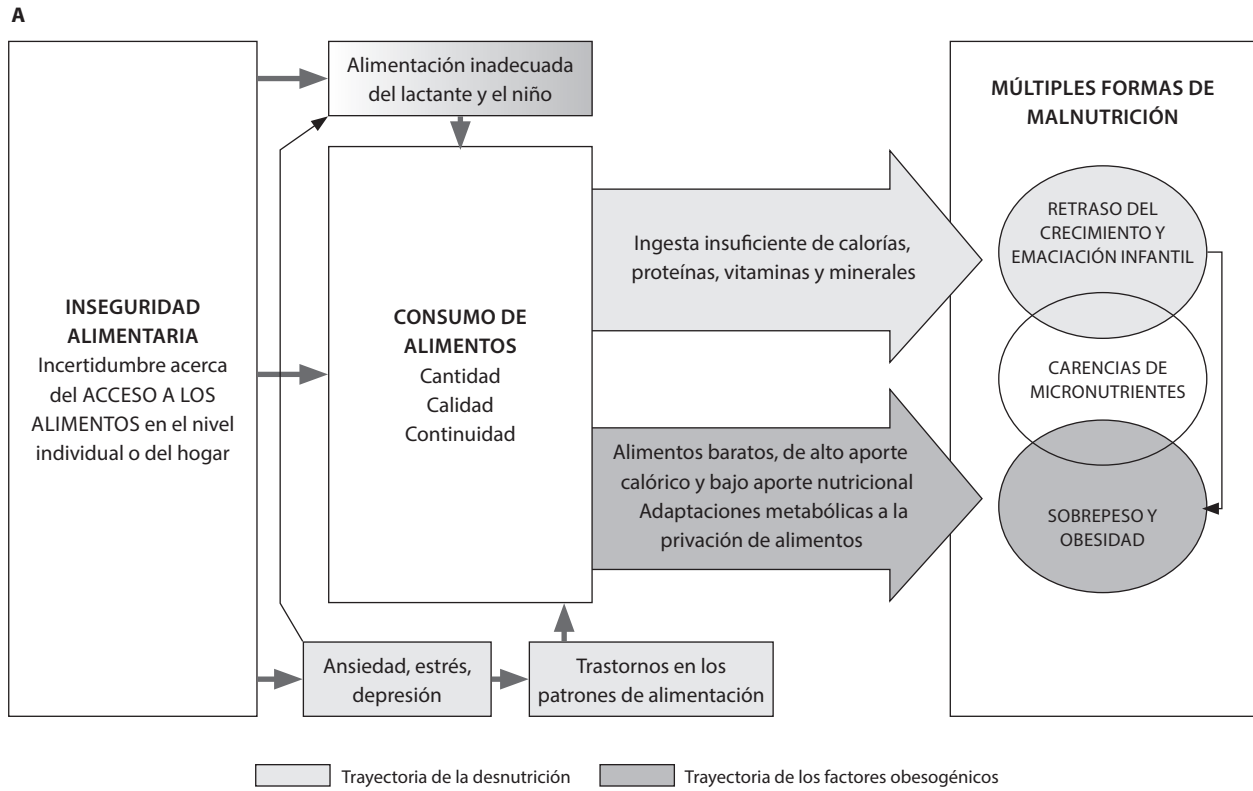 A
INSEGURIDAD
ALIMENTARIA
Incertidumbre acerca
del ACCESO A LOS
ALIMENTOS en el nivel
individual o del hogar
Alimentación inadecuada
del lactante y el niño
CONSUMO DE
ALIMENTOS
Cantidad
Calidad
Continuidad
Ansiedad, estrés,
depresión
Trastornos en los
patrones de alimentación
Ingesta insuficiente de calorías,
proteínas, vitaminas y minerales
Alimentos baratos, de alto aporte
calórico y bajo aporte nutricional
Adaptaciones metabólicas a la
privación de alimentos
MÚLTIPLES FORMAS DE
MALNUTRICIÓN
RETRASO DEL
CRECIMIENTO Y
EMACIACIÓN INFANTIL
CARENCIAS DE
MICRONUTRIENTES
SOBREPESO Y
OBESIDAD
Trayectoria de la desnutrición
Trayectoria de los factores obesogénicos